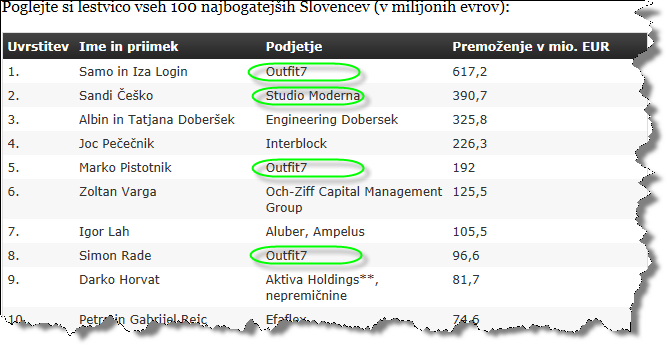 Poglejte si lestvico vseh 100 najbogatejših Slovencev (v milijonih evrov):
Uvrstitev Ime in priimek Podjetje Premoženje v mio. EUR
1. Samo in Iza Login Outfit7 617,2
2. Sandi Češko Studio Moderna 390,7
3. Albin in Tatjana Doberšek Engineering Dobersek 325,8
4. Joc Pečečnik Interblock 226,3
5. Marko Pistotnik Outfit7 192
6. Zoltan Varga Och-Ziff Capital Management
Group 125,5
7. Igor Lah Aluber, Ampelus 105,5
8. Simon Rade Outfit7 96,6
9. Darko Horvat Aktiva Holdings**,
nepremičnine 81,7
10. Petra in Gabrijel Rejc Efaflex 74,6